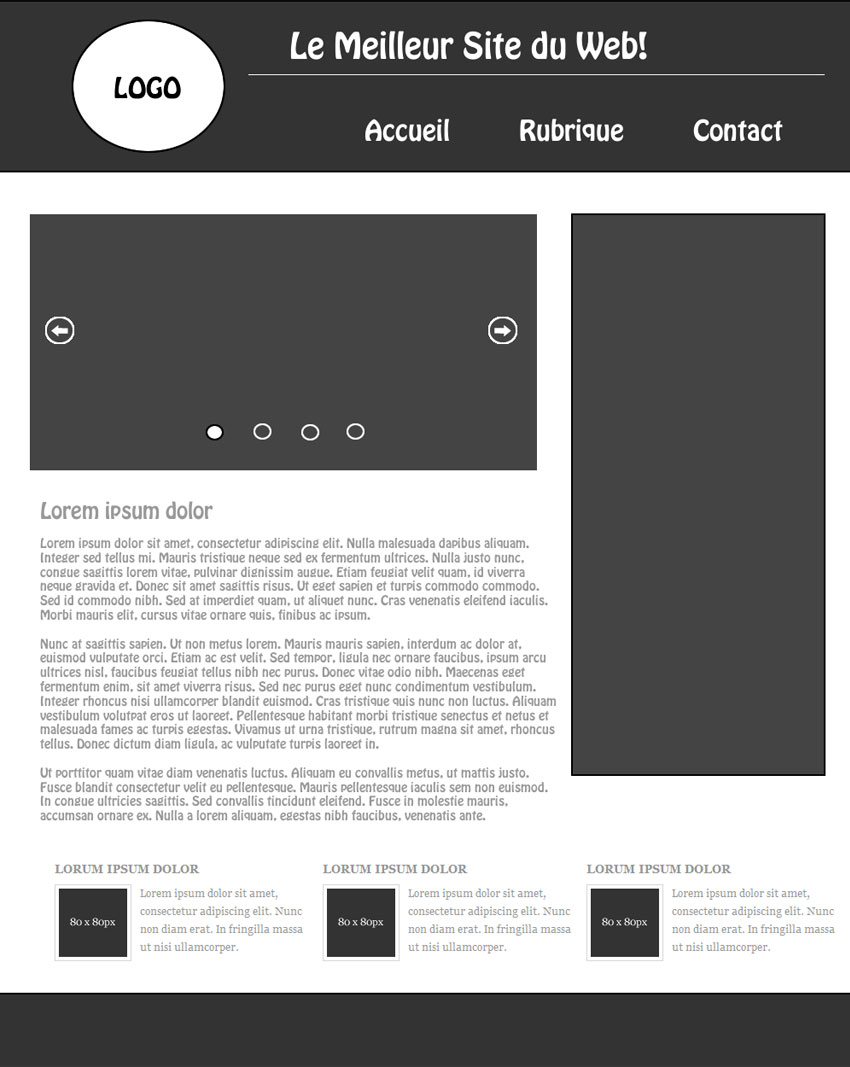 LOGO
Le Meilleur Site du Web!
Accueil Rubrique Contact
Lorem ipsum dolor
Lorem ipsum dolor sit amet, consectetur adipiscing elit. Nulla malesuada dapibus aliquam.
Integer sed tellus mi. Mauris tristique neque sed ex fermentum ultrices. Nulla justo nunc,
congue sagittis lorem vitae, pulvinar dignissim augue. Etiam feugiat velit quam, id viverra
neque gravida et. Donec sit amet sagittis risus. Ut eget sapien et turpis commodo commodo.
Sed id commodo nibh. Sed at imperdiet quam, ut aliquet nunc. Cras venenatis eleifend iaculis.
Morbi mauris elit, cursus vitae ornare quis, finibus ac ipsum.
Nunc at sagittis sapien. Ut non metus lorem. Mauris mauris sapien, interdum ac dolor at,
euismod vulputate orci. Etiam ac est velit. Sed tempor, ligula nec ornare faucibus, ipsum arcu
ultrices nisl, faucibus feugiat tellus nibh nec purus. Donec vitae odio nibh. Maecenas eget
fermentum enim, sit amet viverra risus. Sed nec purus eget nunc condimentum vestibulum.
Integer rhoncus nisi ullamcorper blandit euismod. Cras tristique quis nunc non luctus. Aliquam
vestibulum volutpat eros ut laoreet. Pellentesque habitant morbi tristique senectus et netus et
malesuada fames ac turpis egestas. Vivamus ut urna tristique, rutrum magna sit amet, rhoncus
tellus. Donec dictum diam ligula, ac vulputate turpis laoreet in.
Ut porttitor quam vitae diam venenatis luctus. Aliquam eu convallis metus, ut mattis justo.
Fusce blandit consectetur velit eu pellentesque. Mauris pellentesque iaculis sem non euismod.
In congue ultricies sagittis. Sed convallis tincidunt eleifend. Fusce in molestie mauris,
accumsan ornare ex. Nulla a lorem aliquam, egestas nibh faucibus, venenatis ante.
LORUM IPSUM DOLOR
80 x 80px
Lorem ipsum dolor sit amet,
consectetur adipiscing elit. Nunc
non diam erat. In fringilla massa
ut nisi ullamcorper.
LORUM IPSUM DOLOR
80 x 80px
Lorem ipsum dolor sit amet,
consectetur adipiscing elit. Nunc
non diam erat. In fringilla massa
ut nisi ullamcorper.
LORUM IPSUM DOLOR
80 x 80px
Lorem ipsum dolor sit amet,
consectetur adipiscing elit. Nunc
non diam erat. In fringilla massa
ut nisi ullamcorper.